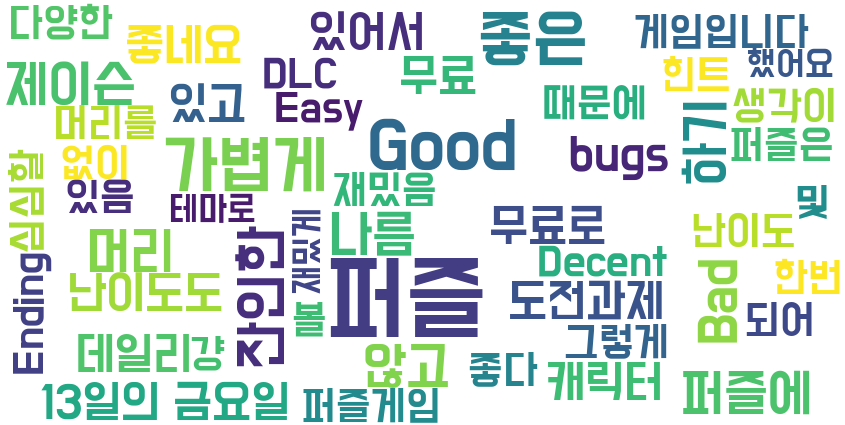 다양한
좋네요
있어서
좋은
게임입니다
했어요
제이슨
있고
DLC
Easy
무료
때문에
힌트
생각이
머리를
없이
가볍게
Good
bugs
하기
퍼즐은
심심할
있음
테마로
재밌음
및
머리
잔인한
재밌게
나름
무료로
난이도
Decent
Ending
난이도도
볼
퍼즐
도전과제
Bad
한번
되어
데일리
걍
그렇게
않고
좋다
캐릭터
퍼즐에
13일의 금요일
퍼즐게임